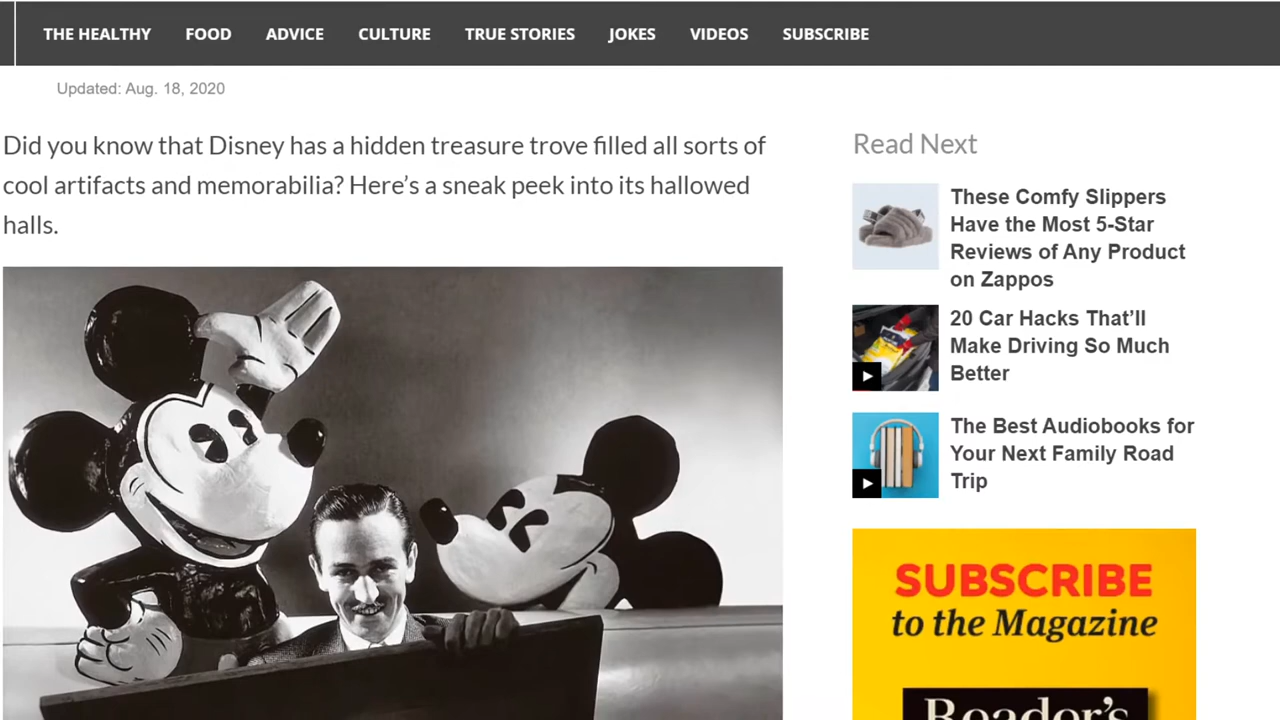 THE HEALTHY FOOD ADVICE CULTURE TRUE STORIES JOKES VIDEOS SUBSCRIBE
Updated: Aug. 18, 2020
Did you know that Disney has a hidden treasure trove filled all sorts of
cool artifacts and memorabilia? Here’s a sneak peek into its hallowed
halls.
Read Next
These Comfy Slippers
Have the Most 5-Star
Reviews of Any Product
on Zappos
20 Car Hacks That’ll
Make Driving So Much
Better
The Best Audiobooks for
Your Next Family Road
Trip
SUBSCRIBE
to the Magazine
Reader’s